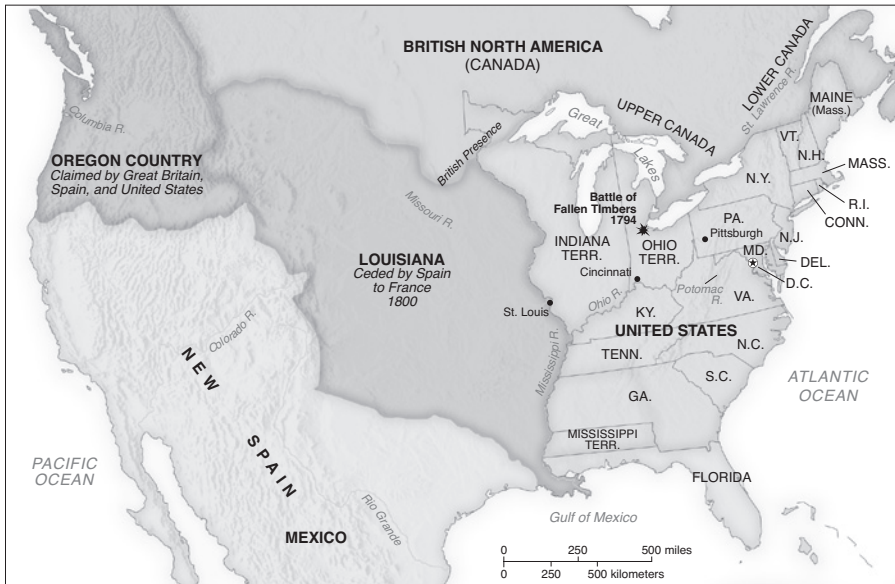 BRITISH NORTH AMERICA
(CANADA)
LOWER CANADA
St. Lawrence R.
MAINE
(Mass.)
UPPER CANADA
Great
Lakes
British Presence
Columbia R.
OREGON COUNTRY
Claimed by Great Britain,
Spain, and United States
VT.
N.H.
MASS.
N.Y.
R.I.
CONN.
Missouri R.
Battle of
Fallen Timbers
1794
PA.
Pittsburgh
N.J.
INDIANA
TERR.
OHIO
TERR.
MD.
DEL.
D.C.
LOUISIANA
Ceded by Spain
to France
1800
Cincinnati
Potomac
R.
VA.
St. Louis
Ohio R.
KY.
UNITED STATES
Colorado R.
Mississippi R.
N.C.
TENN.
S.C.
NEW
SPAIN
GA.
ATLANTIC
OCEAN
MISSISSIPPI
TERR.
PACIFIC
OCEAN
FLORIDA
Rio Grande
MEXICO
Gulf of Mexico
0 250 500 miles
0 250 500 kilometers